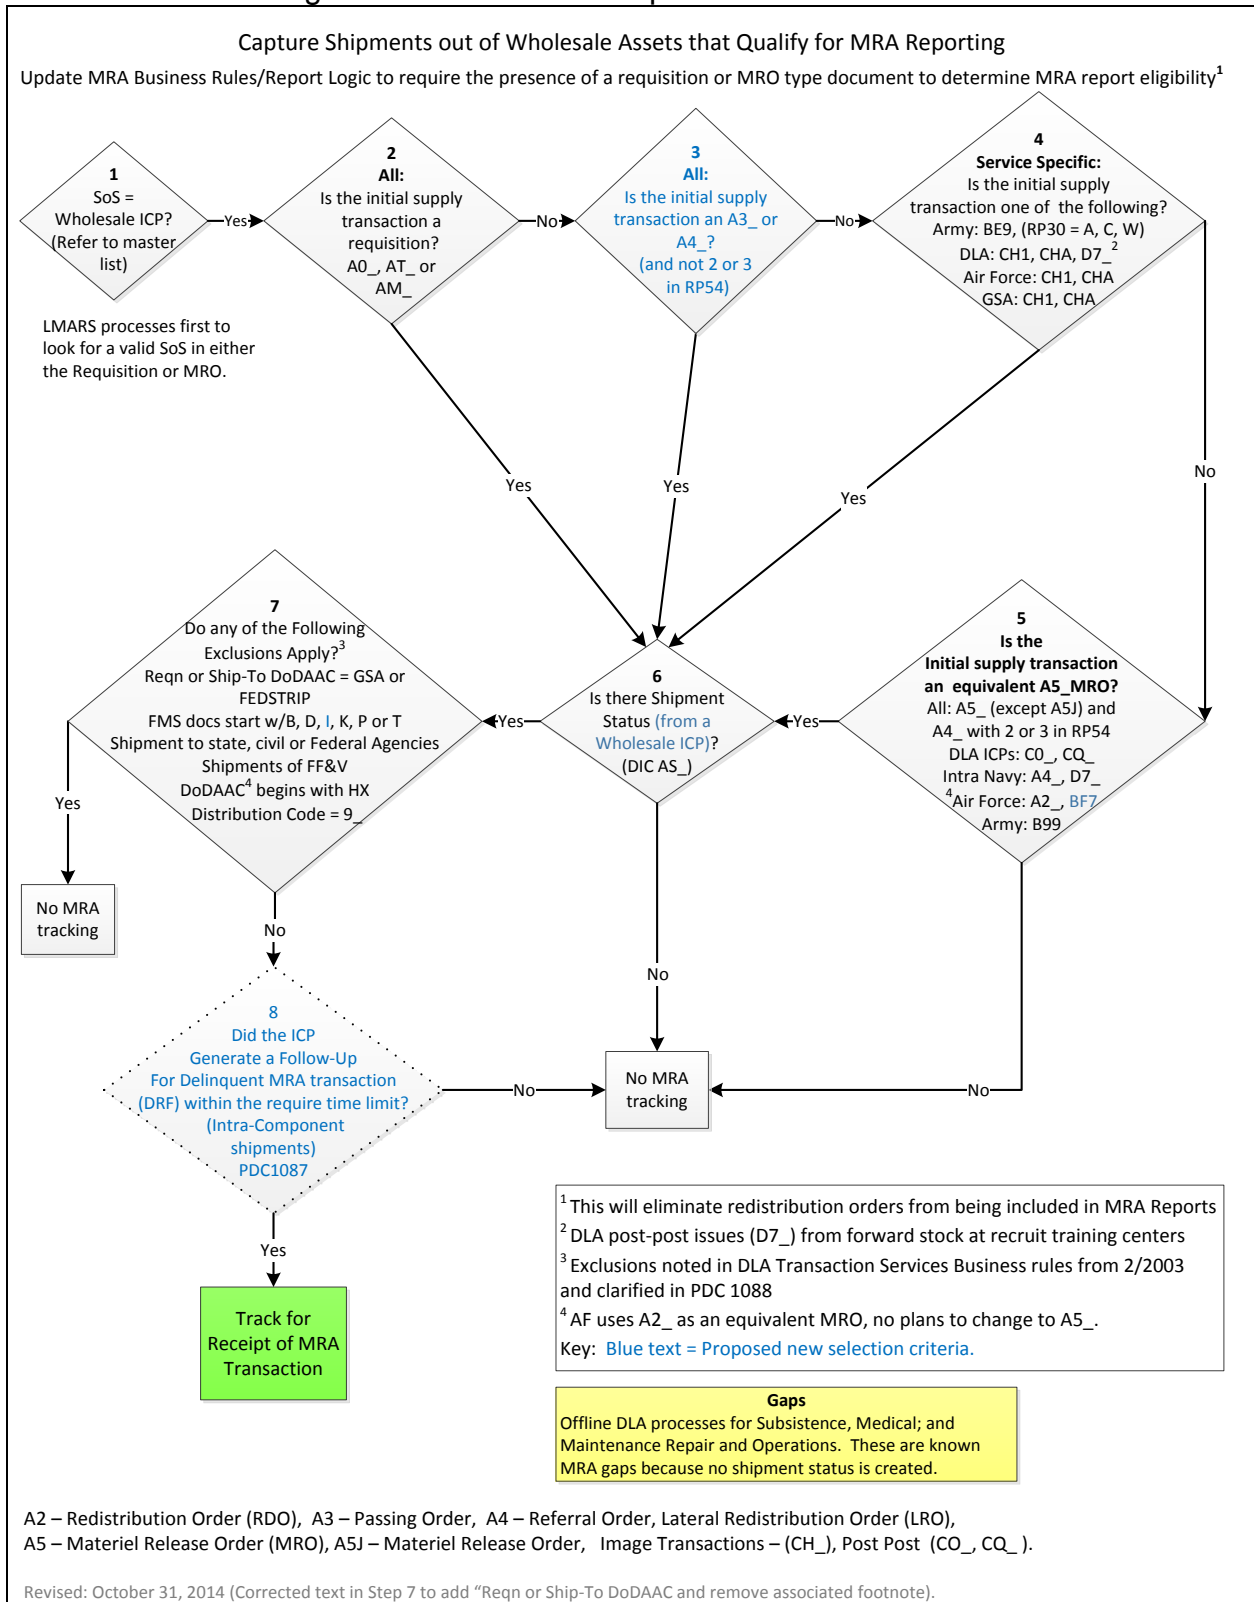 Capture Shipments out of Wholesale Assets that Qualify for MRA Reporting
Update MRA Business Rules/Report Logic to require the presence of a requisition or MRO type document to determine MRA report eligibility1
1
SoS =
Wholesale ICP?
(Refer to master
list)
Yes
2
All:
Is the initial supply
transaction a
requisition?
A0_, AT_ or
AM_
No
3
All:
Is the initial supply
transaction an A3_ or
A4_?
(and not 2 or 3
in RP54)
No
4
Service Specific:
Is the initial supply
transaction one of the following?
Army: BE9, (RP30 = A, C, W)
DLA: CH1, CHA, D7_2
Air Force: CH1, CHA
GSA: CH1, CHA
LMARS processes first to
look for a valid SoS in either
the Requisition or MRO.
Yes
Yes
Yes
No
7
Do any of the Following
Exclusions Apply?3
Reqn or Ship-To DoDAAC = GSA or
FEDSTRIP
FMS docs start w/B, D, I, K, P or T
Shipment to state, civil or Federal Agencies
Shipments of FF&V
DoDAAC4 begins with HX
Distribution Code = 9_
Yes
6
Is there Shipment
Status (from a
Wholesale ICP)?
(DIC AS_)
Yes
5
Is the
Initial supply transaction
an equivalent A5_MRO?
All: A5_ (except A5J) and
A4_ with 2 or 3 in RP54
DLA ICPs: C0_, CQ_
Intra Navy: A4_, D7_
4Air Force: A2_, BF7
Army: B99
Yes
No MRA
tracking
No
No
8
Did the ICP
Generate a Follow-Up
For Delinquent MRA transaction
(DRF) within the require time limit?
(Intra-Component
shipments)
PDC1087
No
No MRA
tracking
No
Yes
Track for
Receipt of MRA
Transaction
1 This will eliminate redistribution orders from being included in MRA Reports
2 DLA post-post issues (D7_) from forward stock at recruit training centers
3 Exclusions noted in DLA Transaction Services Business rules from 2/2003
and clarified in PDC 1088
4 AF uses A2_ as an equivalent MRO, no plans to change to A5_.
Key: Blue text = Proposed new selection criteria.
Gaps
Offline DLA processes for Subsistence, Medical; and
Maintenance Repair and Operations. These are known
MRA gaps because no shipment status is created.
A2 – Redistribution Order (RDO), A3 – Passing Order, A4 – Referral Order, Lateral Redistribution Order (LRO),
A5 – Materiel Release Order (MRO), A5J – Materiel Release Order, Image Transactions – (CH_), Post Post (CO_, CQ_ ).
Revised: October 31, 2014 (Corrected text in Step 7 to add “Reqn or Ship-To DoDAAC and remove associated footnote).